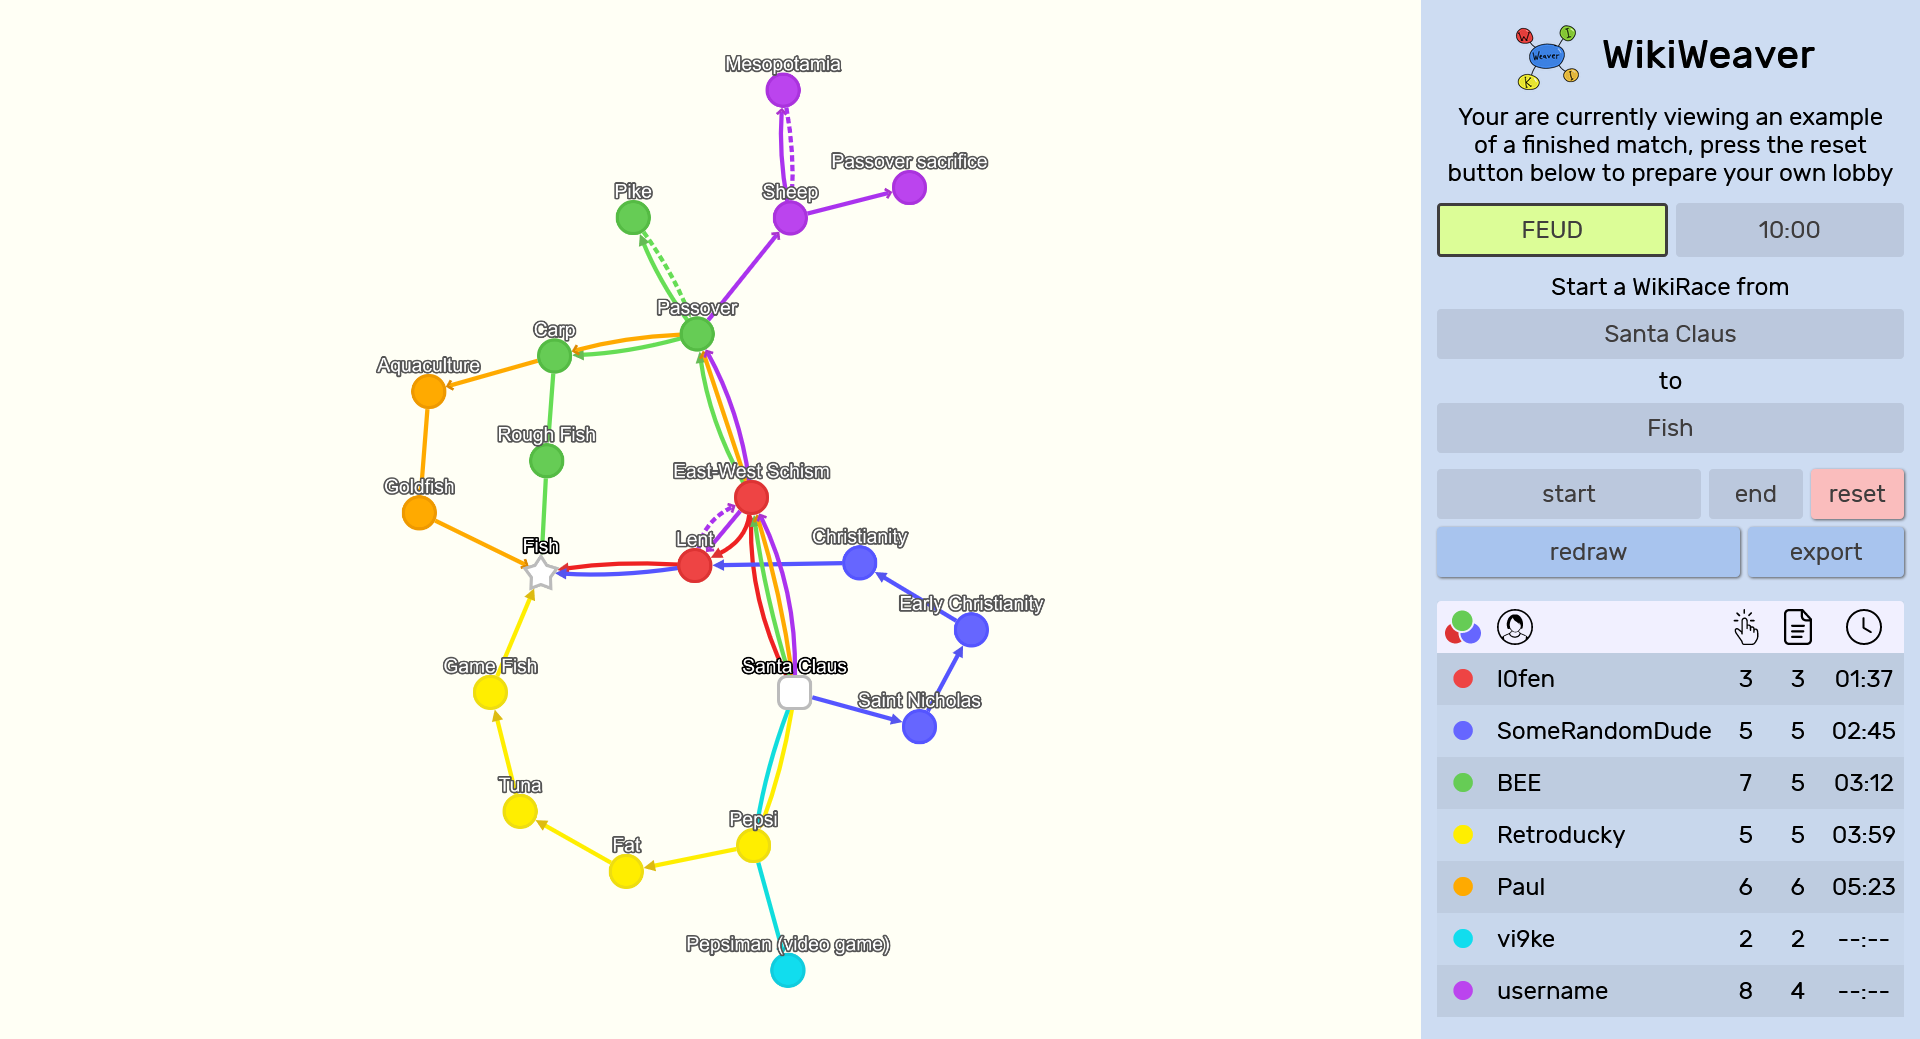 Mesopotamia
Passover sacrifice
Pike
Sheep
Passover
Carp
Aquaculture
Rough Fish
East-West Schism
Goldfish
Lent
Christianity
Fish
Early Christianity
Game Fish
Santa Claus
Saint Nicholas
Tuna
Pepsi
Fat
Pepsiman (video game)
W
I
Weaver
K
I
WikiWeaver
Your are currently viewing an example
of a finished match, press the reset
button below to prepare your own lobby
FEUD
10:00
Start a WikiRace from
Santa Claus
to
Fish
start end reset
redraw export
l0fen 3 3 01:37
SomeRandomDude 5 5 02:45
BEE 7 5 03:12
Retroducky 5 5 03:59
Paul 6 6 05:23
vi9ke 2 2 --:--
username 8 4 --:--